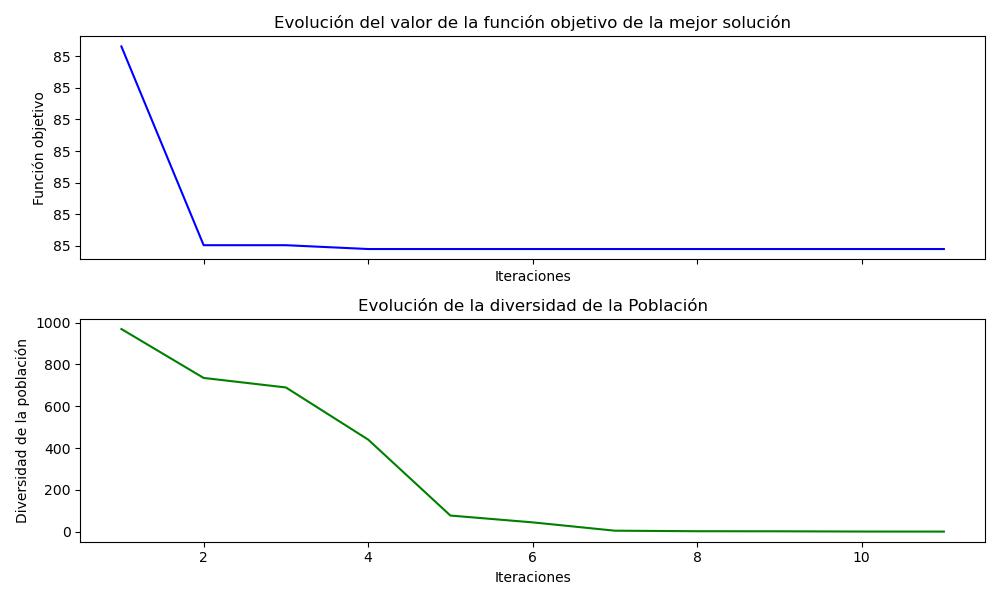 Evolución del valor de la función objetivo de la mejor solución
85
85
85
85
85
85
85
Función objetivo
Iteraciones
Evolución de la diversidad de la Población
1000
800
600
400
200
0
Diversidad de la población
2 4 6 8 10
Iteraciones